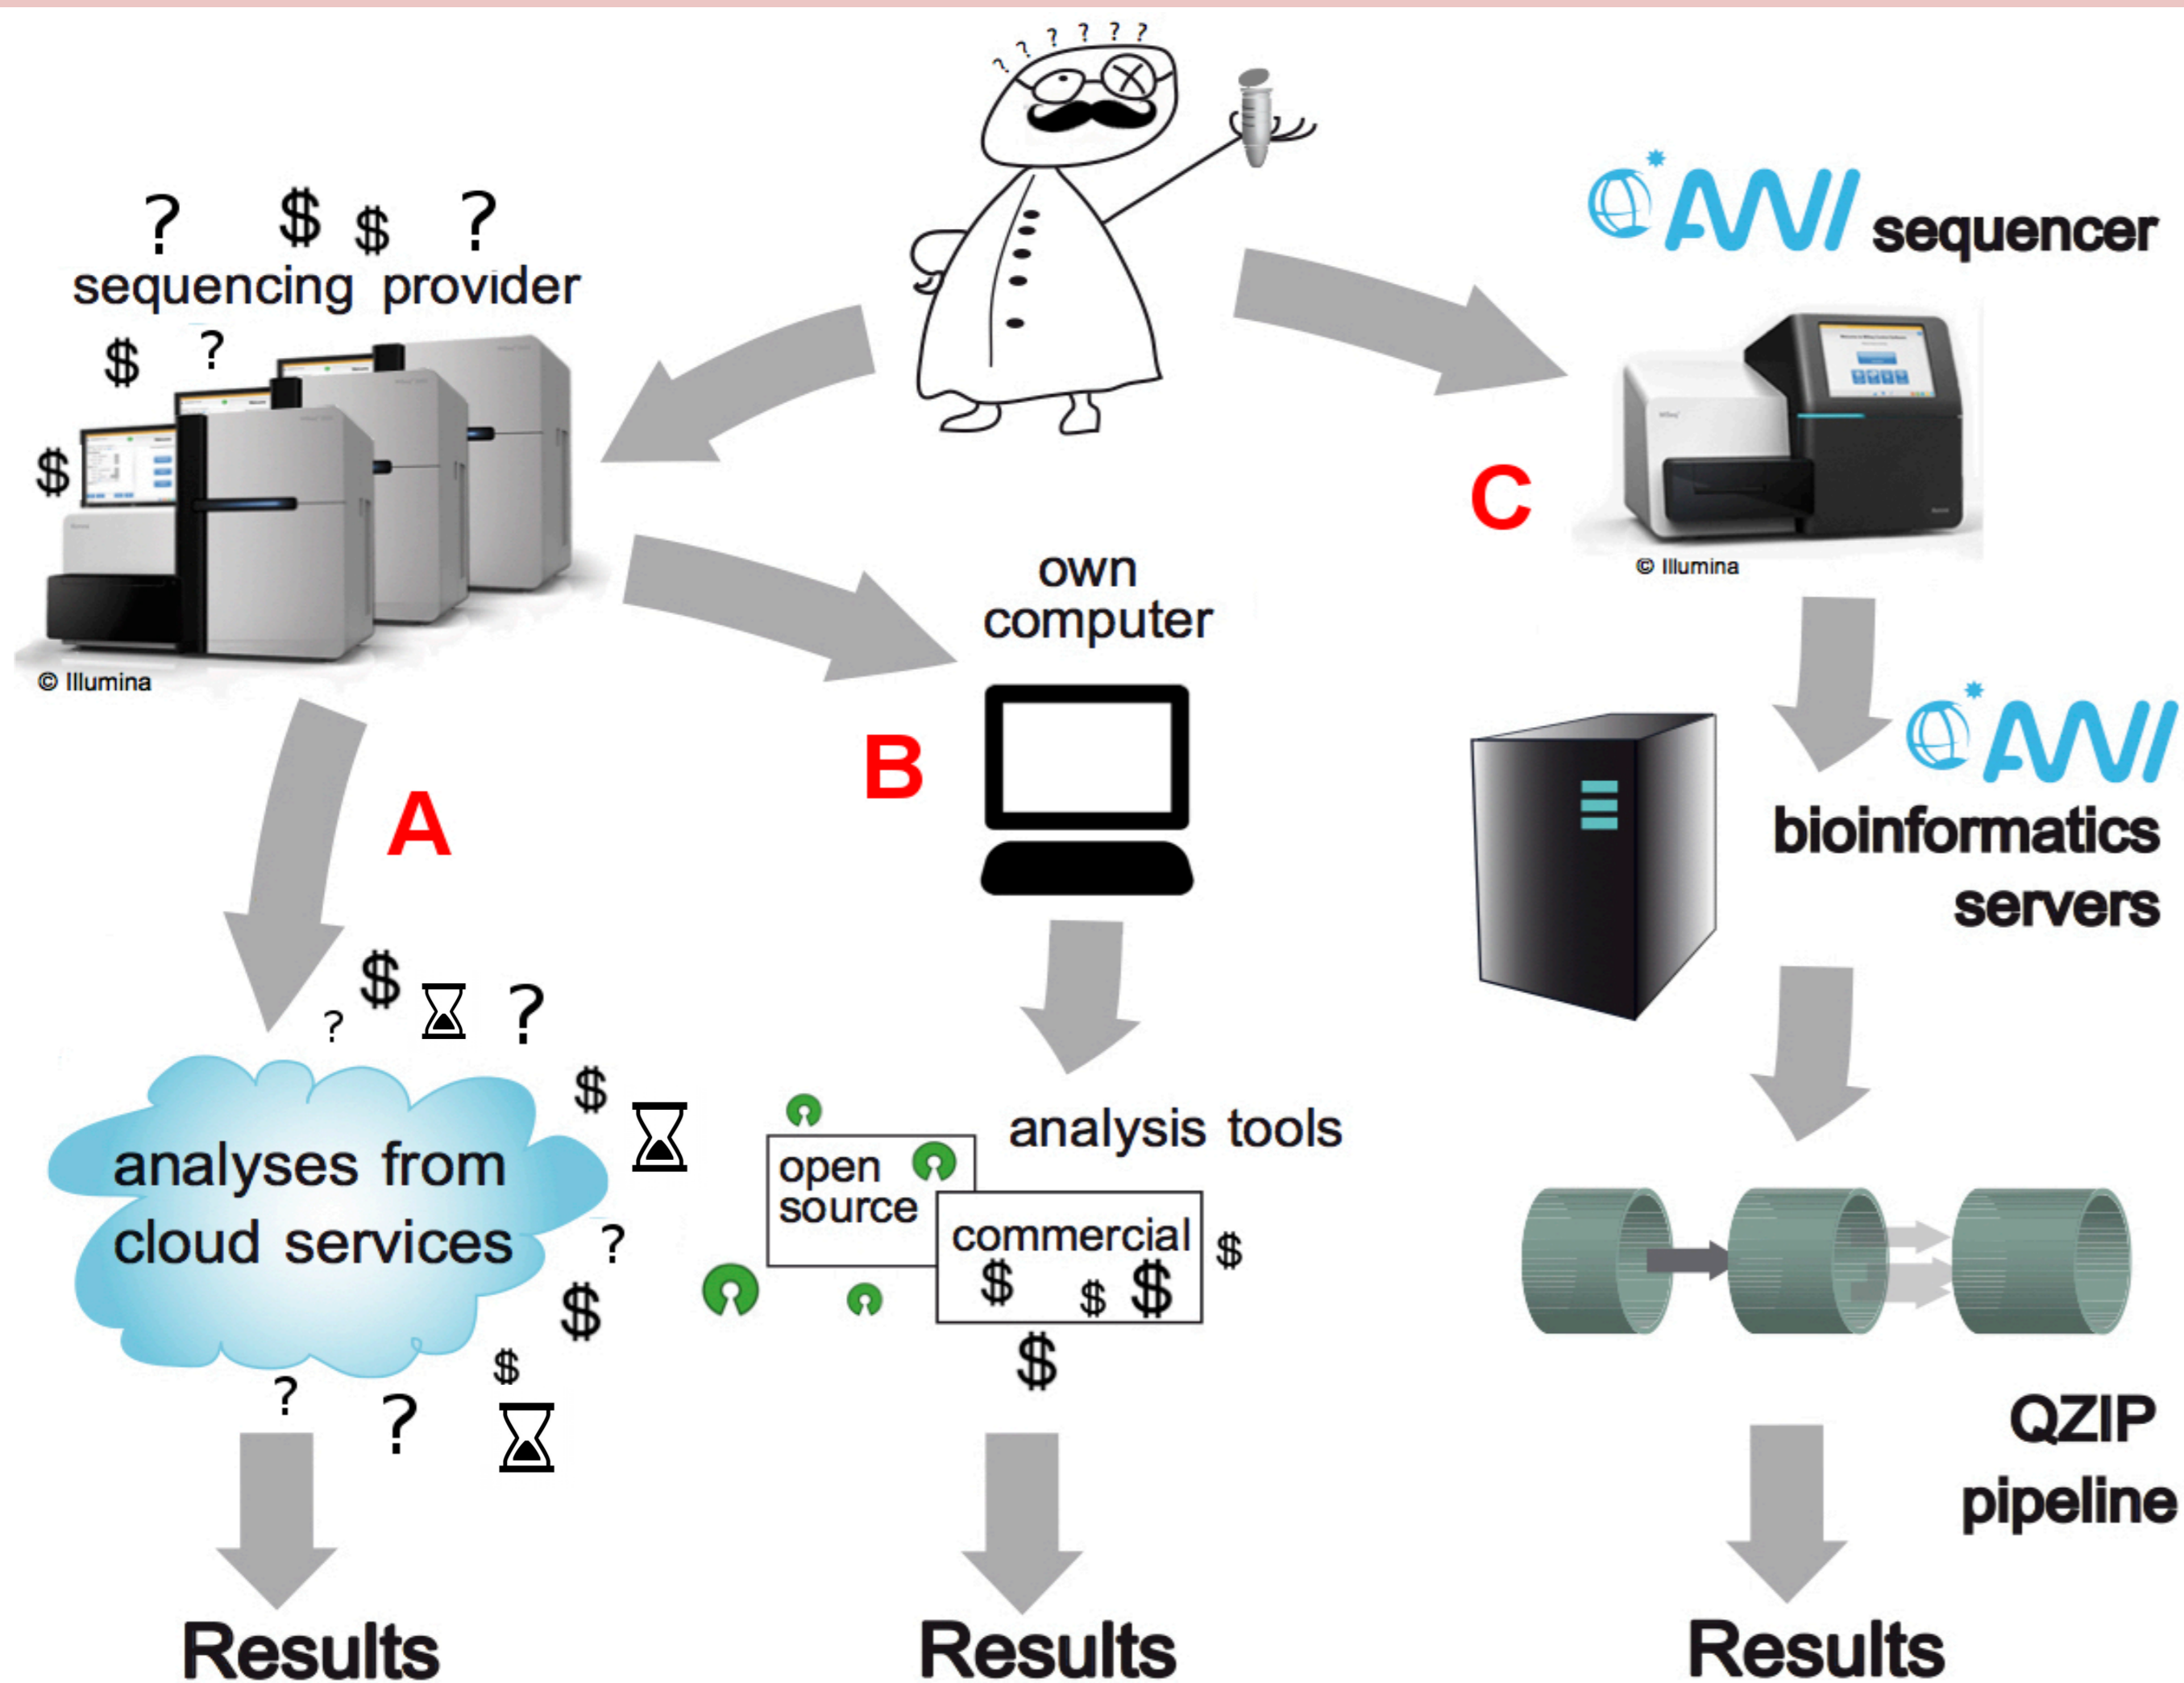 ? ? ? ? ? ?
? $ $ ?
sequencing provider
$ ?
$
© Illumina
AWI sequencer
C
© Illumina
own
computer
B
A
AWI
bioinformatics
servers
$ ?
?
$
analyses from
cloud services
?
$
$
? ?
analysis tools
open
source
commercial
$
$ $ $
$
QZIP
pipeline
Results
Results
Results